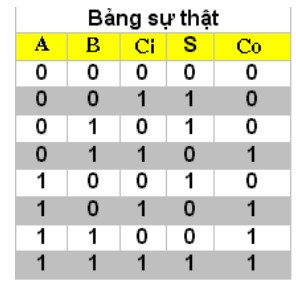 Bảng sự thật
A B Ci S Co
0 0 0 0 0
0 0 1 1 0
0 1 0 1 0
0 1 1 0 1
1 0 0 1 0
1 0 1 0 1
1 1 0 0 1
1 1 1 1 1